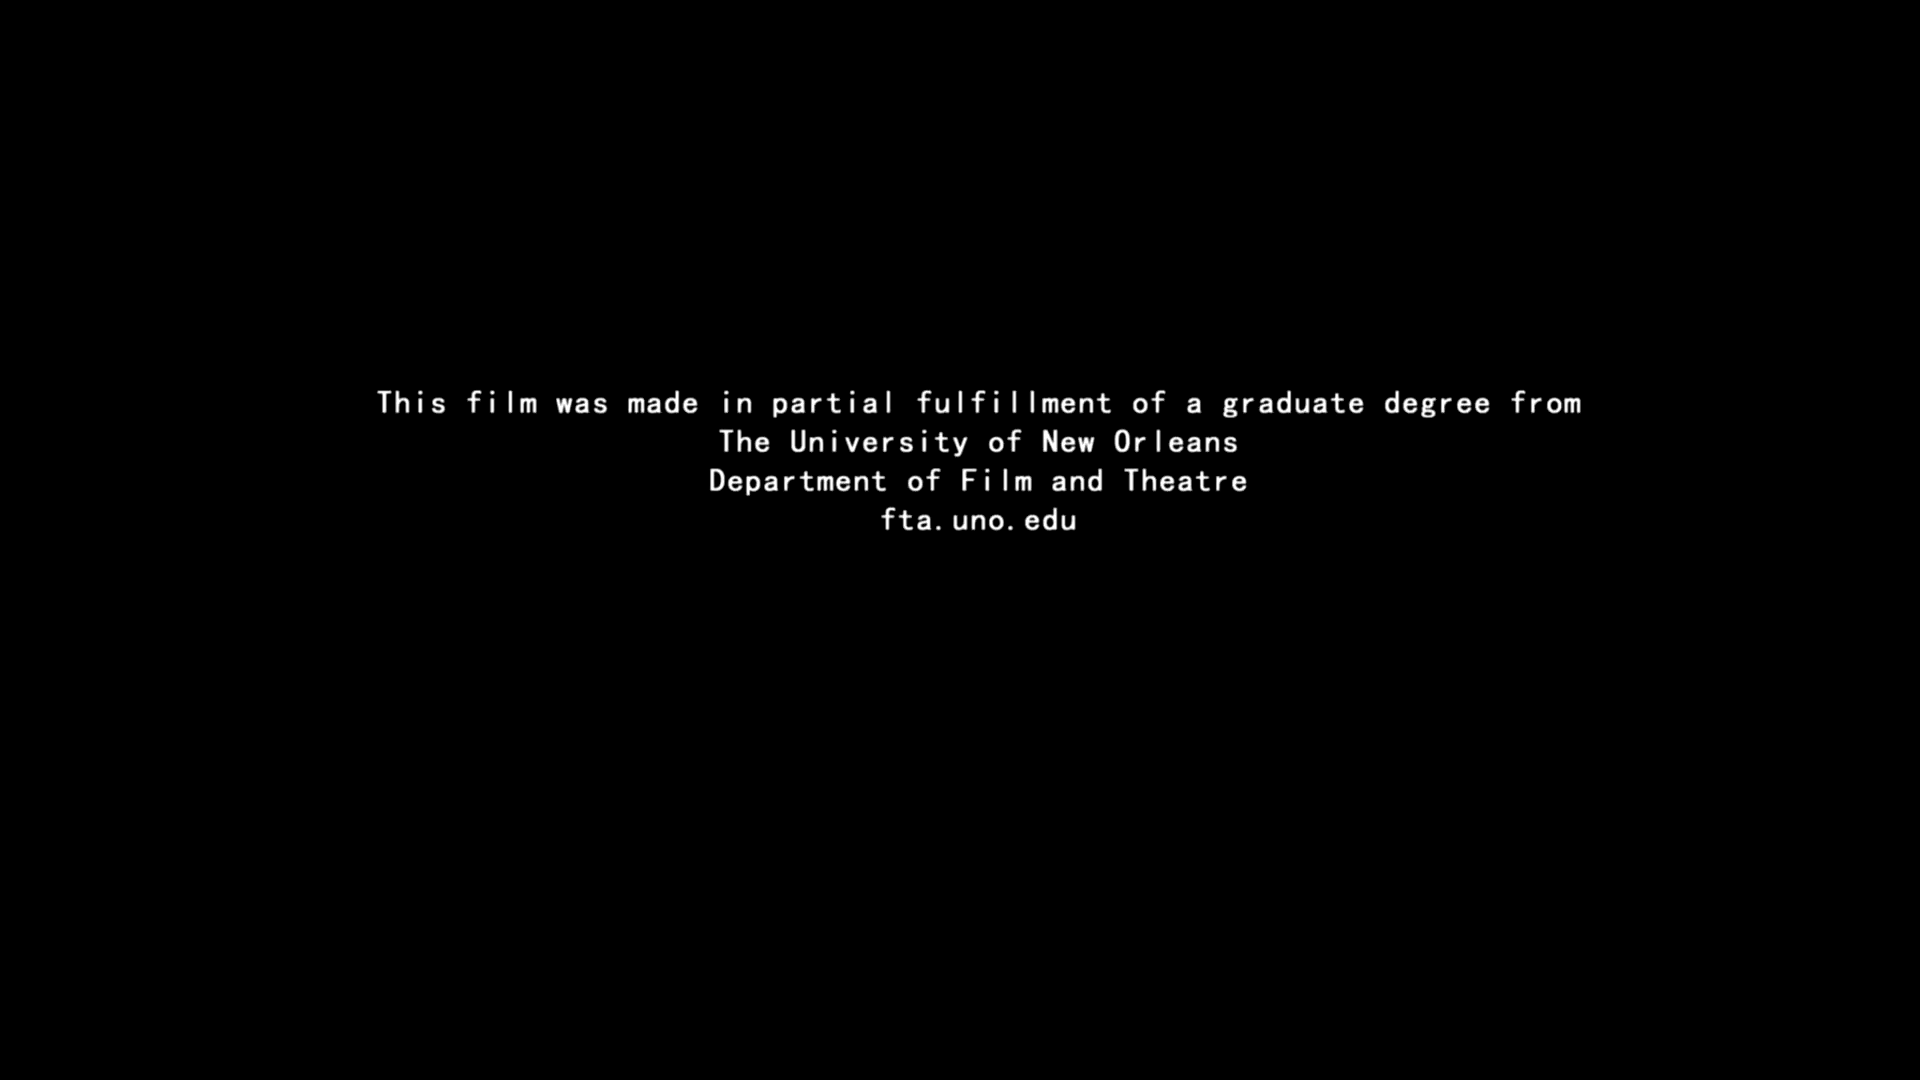 This film was made in partial fulfillment of a graduate degree from
The University of New Orleans
Department of Film and Theatre
fta.uno.edu